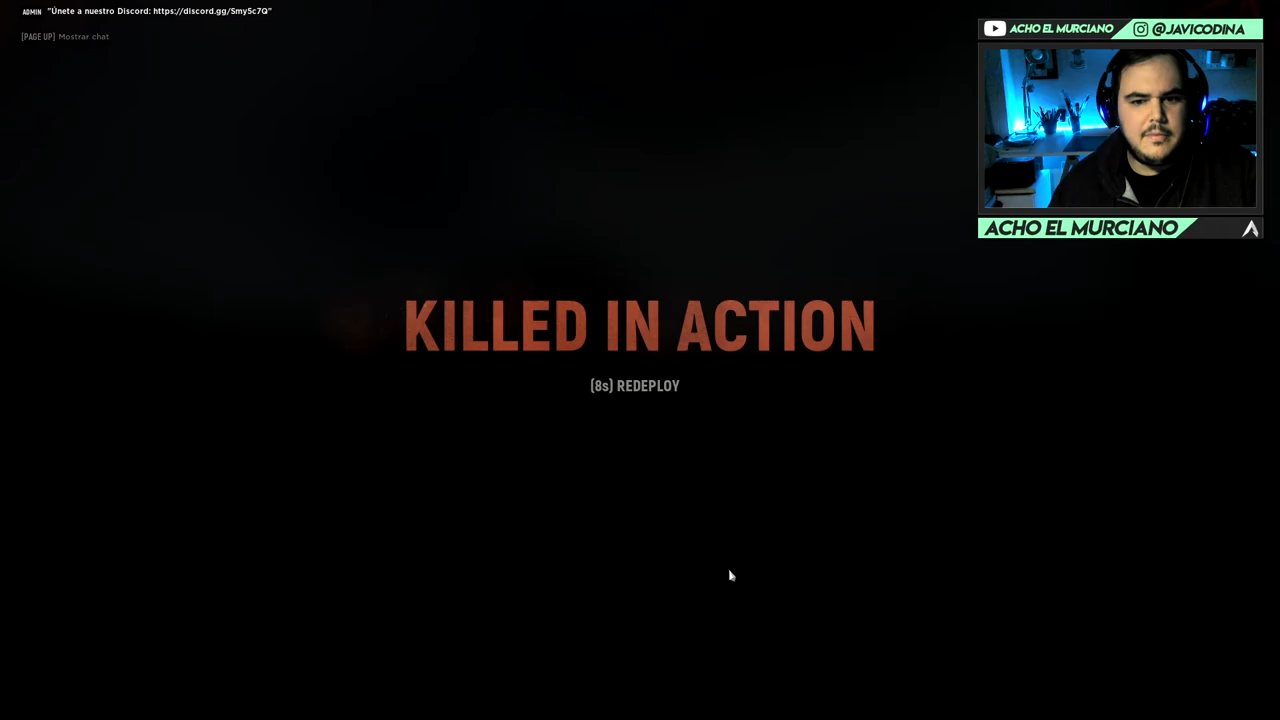 ADMIN "Únete a nuestro Discord: https://discord.gg/Smy5c7Q"
[PAGE UP] Mostrar chat
ACHO EL MURCIANO @JAVICODINA
ACHO EL MURCIANO
KILLED IN ACTION
(8s) REDEPLOY